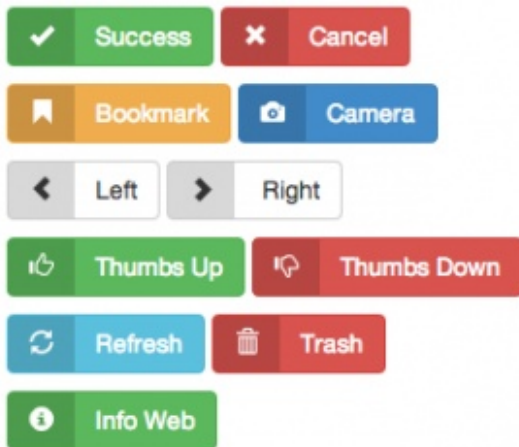 Success Cancel
Bookmark Camera
Left Right
Thumbs Up Thumbs Down
Refresh Trash
Info Web